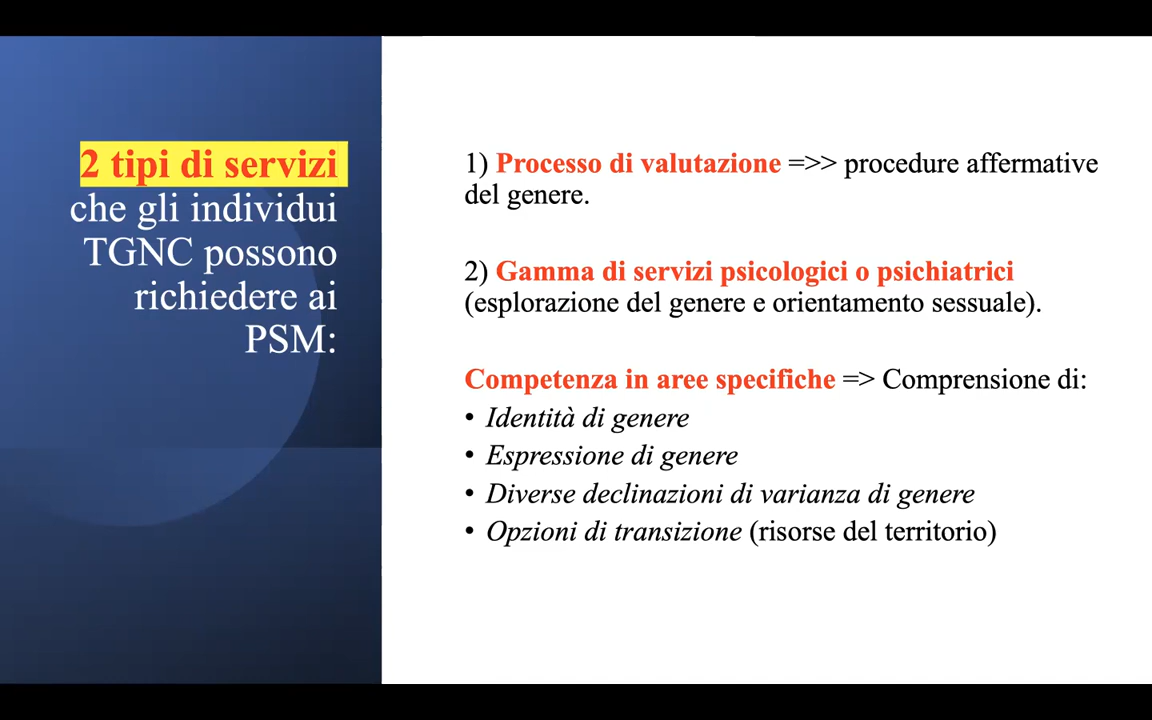 2 tipi di servizi
che gli individui
TGNC possono
richiedere ai
PSM:
1) Processo di valutazione =>> procedure affermative
del genere.
2) Gamma di servizi psicologici o psichiatrici
(esplorazione del genere e orientamento sessuale).
Competenza in aree specifiche => Comprensione di:
• Identità di genere
• Espressione di genere
• Diverse declinazioni di varianza di genere
• Opzioni di transizione (risorse del territorio)